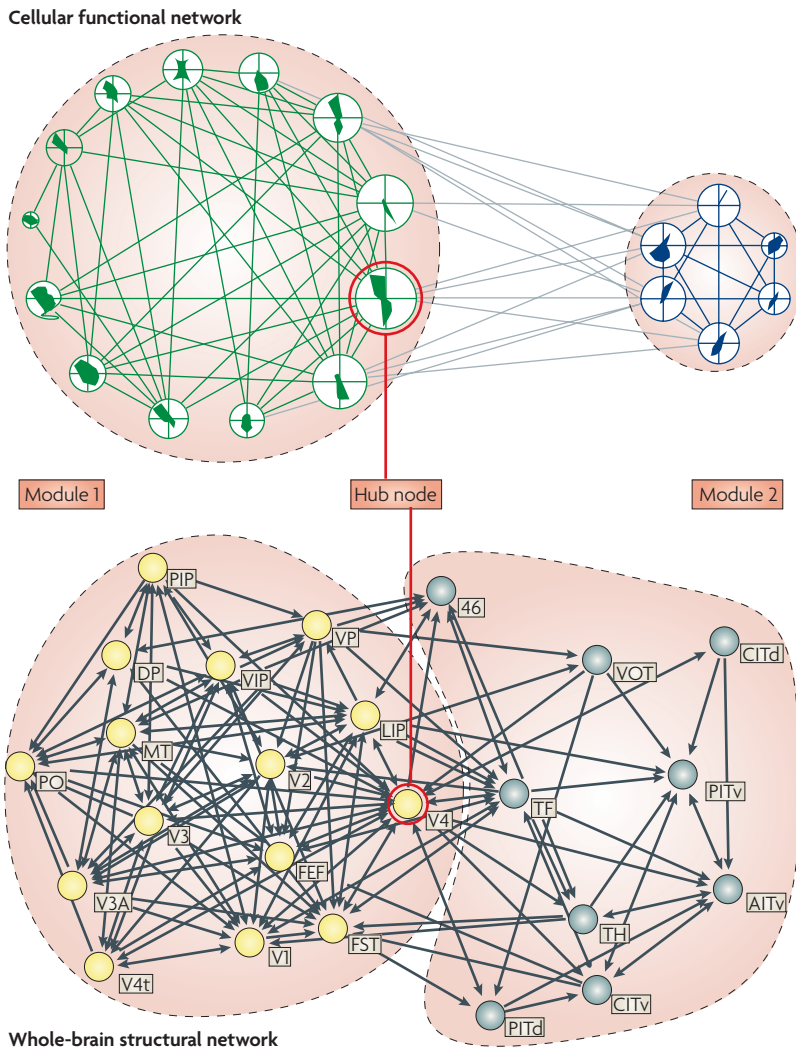 Cellular functional network
Module 1
Hub node
Module 2
PIP
46
VP
DP
VIP
VOT
CITd
LIP
MT
V2
PO
PITv
TF
V4
V3
FEF
V3A
AITv
TH
V1
FST
V4t
CITv
PITd
Whole-brain structural network